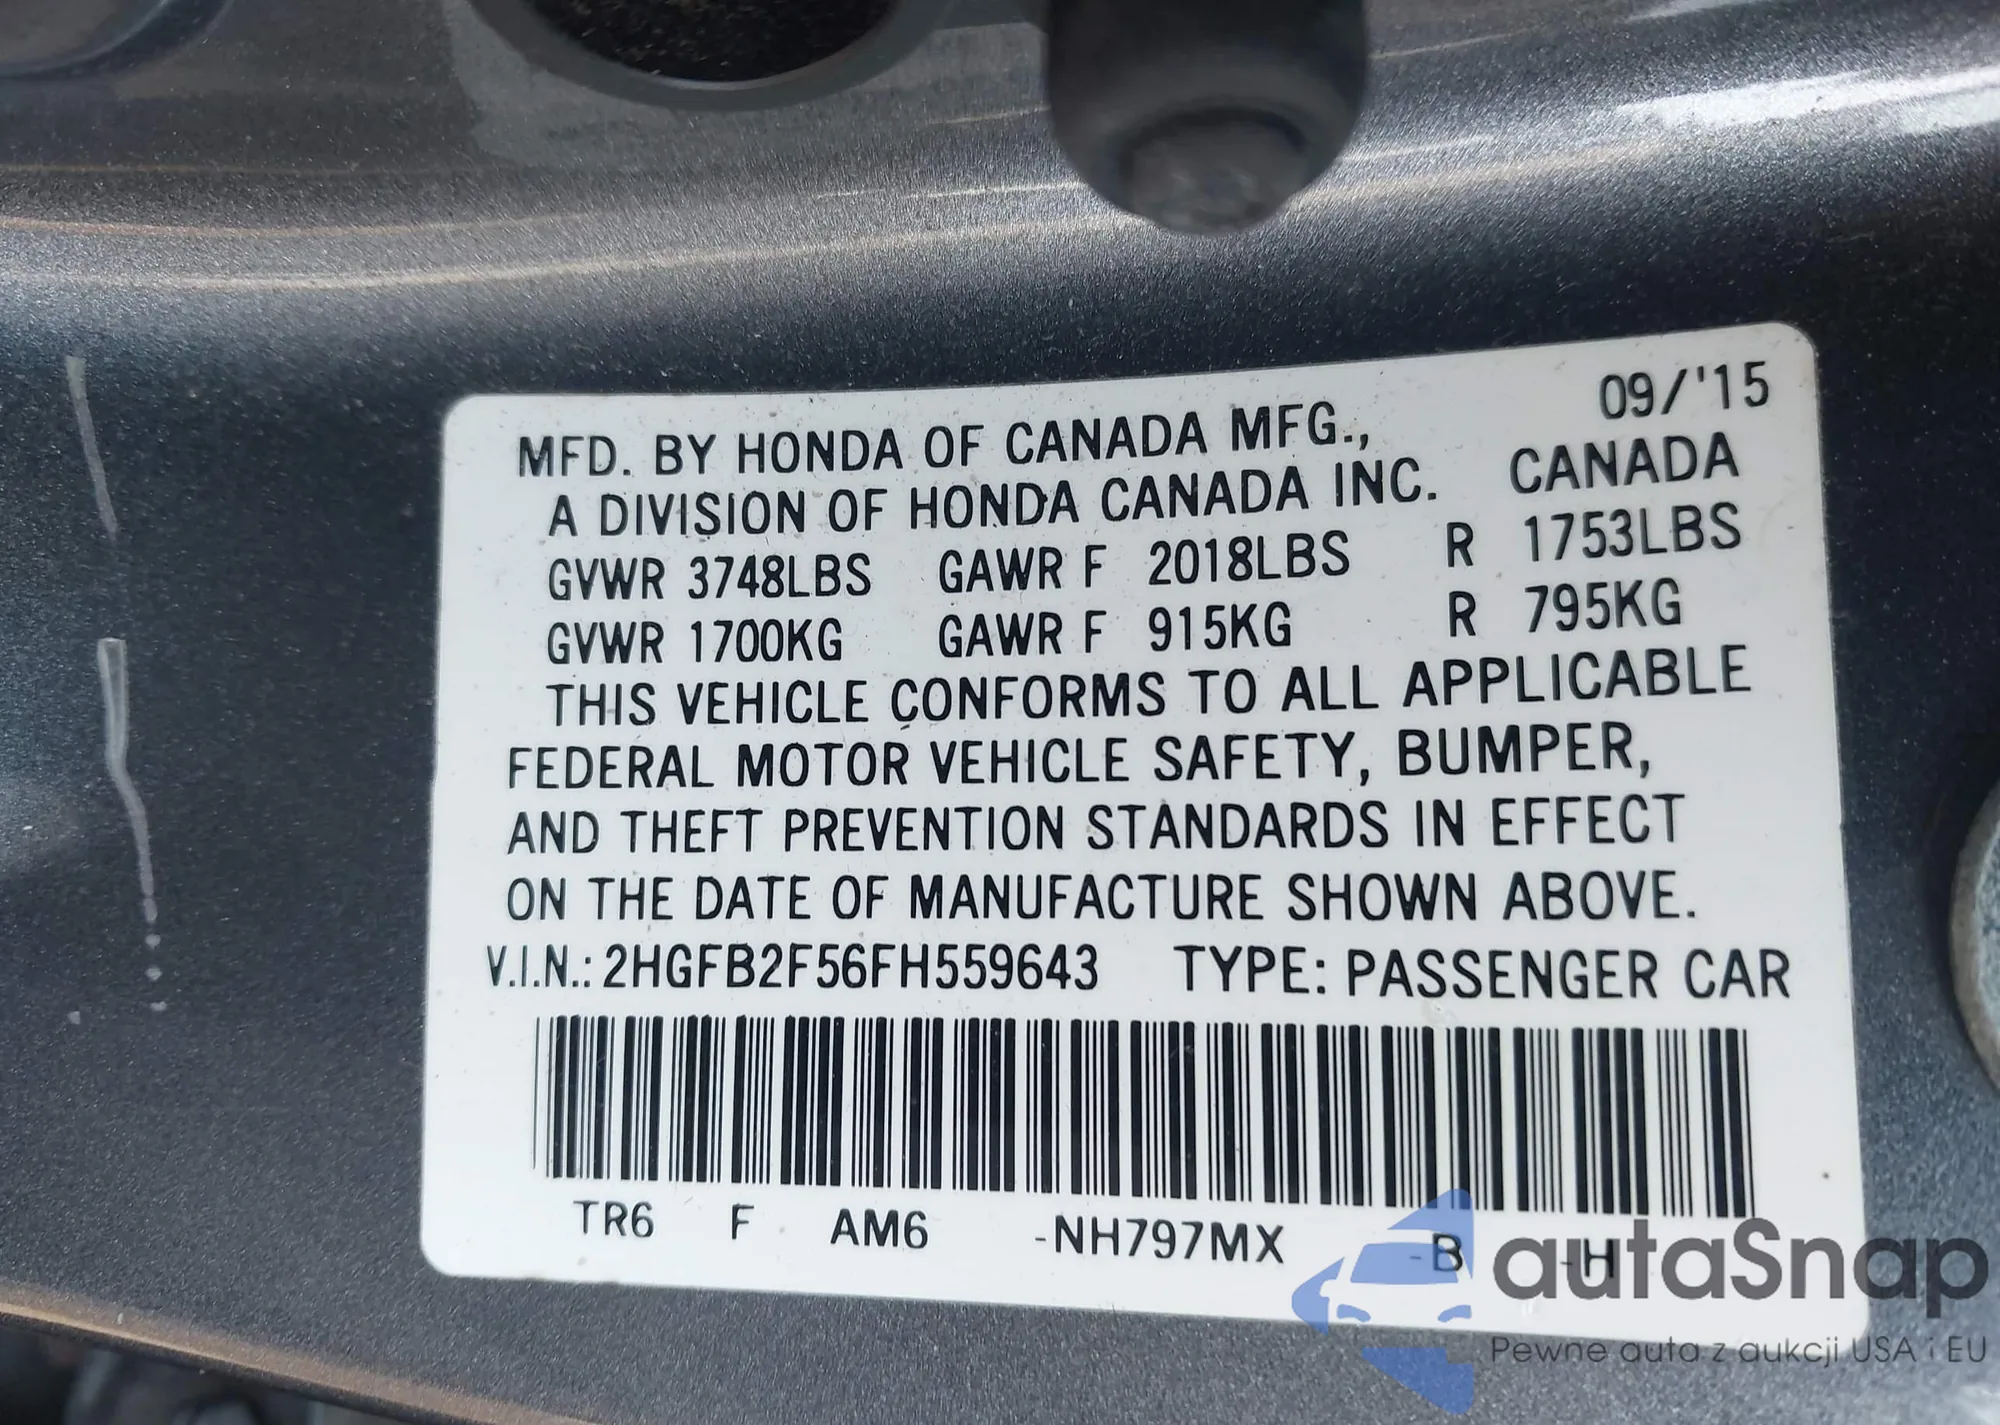 09/'15
MFD. BY HONDA OF CANADA MFG.,
A DIVISION OF HONDA CANADA INC. CANADA
GVWR 3748LBS GAWR F 2018LBS R 1753LBS
GVWR 1700KG GAWR F 915KG R 795KG
THIS VEHICLE CONFORMS TO ALL APPLICABLE
FEDERAL MOTOR VEHICLE SAFETY, BUMPER,
AND THEFT PREVENTION STANDARDS IN EFFECT
ON THE DATE OF MANUFACTURE SHOWN ABOVE.
V.I.N.: 2HGFB2F56FH559643 TYPE: PASSENGER CAR
TR6 F AM6 -NH797MX -B -H
autaSnap
Pewne auta z aukcji USA i EU